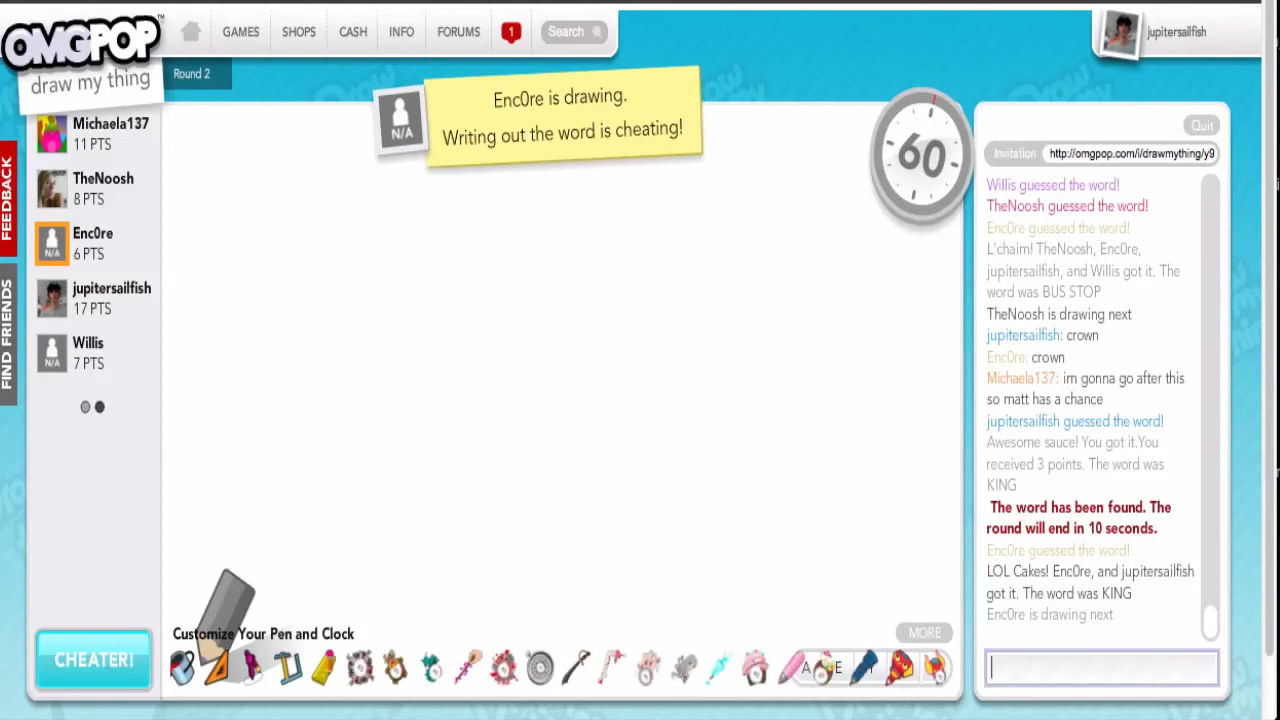 OMGPOP™
draw my thing
GAMES
SHOPS
CASH
INFO
FORUMS
1
Search
jupitersailfish
Round 2
Enc0re is drawing.
Writing out the word is cheating!
N/A
60
FEEDBACK
FIND FRIENDS
Michaela137
11 PTS
TheNoosh
8 PTS
Enc0re
6 PTS
N/A
jupitersailfish
17 PTS
Willis
7 PTS
N/A
CHEATER!
Customize Your Pen and Clock
MORE
A
E
Quit
Invitation
http://omgpop.com/i/drawmything/y9
Willis guessed the word!
TheNoosh guessed the word!
Enc0re guessed the word!
L'chaim! TheNoosh, Enc0re,
jupitersailfish, and Willis got it. The
word was BUS STOP
TheNoosh is drawing next
jupitersailfish: crown
Enc0re: crown
Michaela137: im gonna go after this
so matt has a chance
jupitersailfish guessed the word!
Awesome sauce! You got it.You
received 3 points. The word was
KING
The word has been found. The
round will end in 10 seconds.
Enc0re guessed the word!
LOL Cakes! Enc0re, and jupitersailfish
got it. The word was KING
Enc0re is drawing next